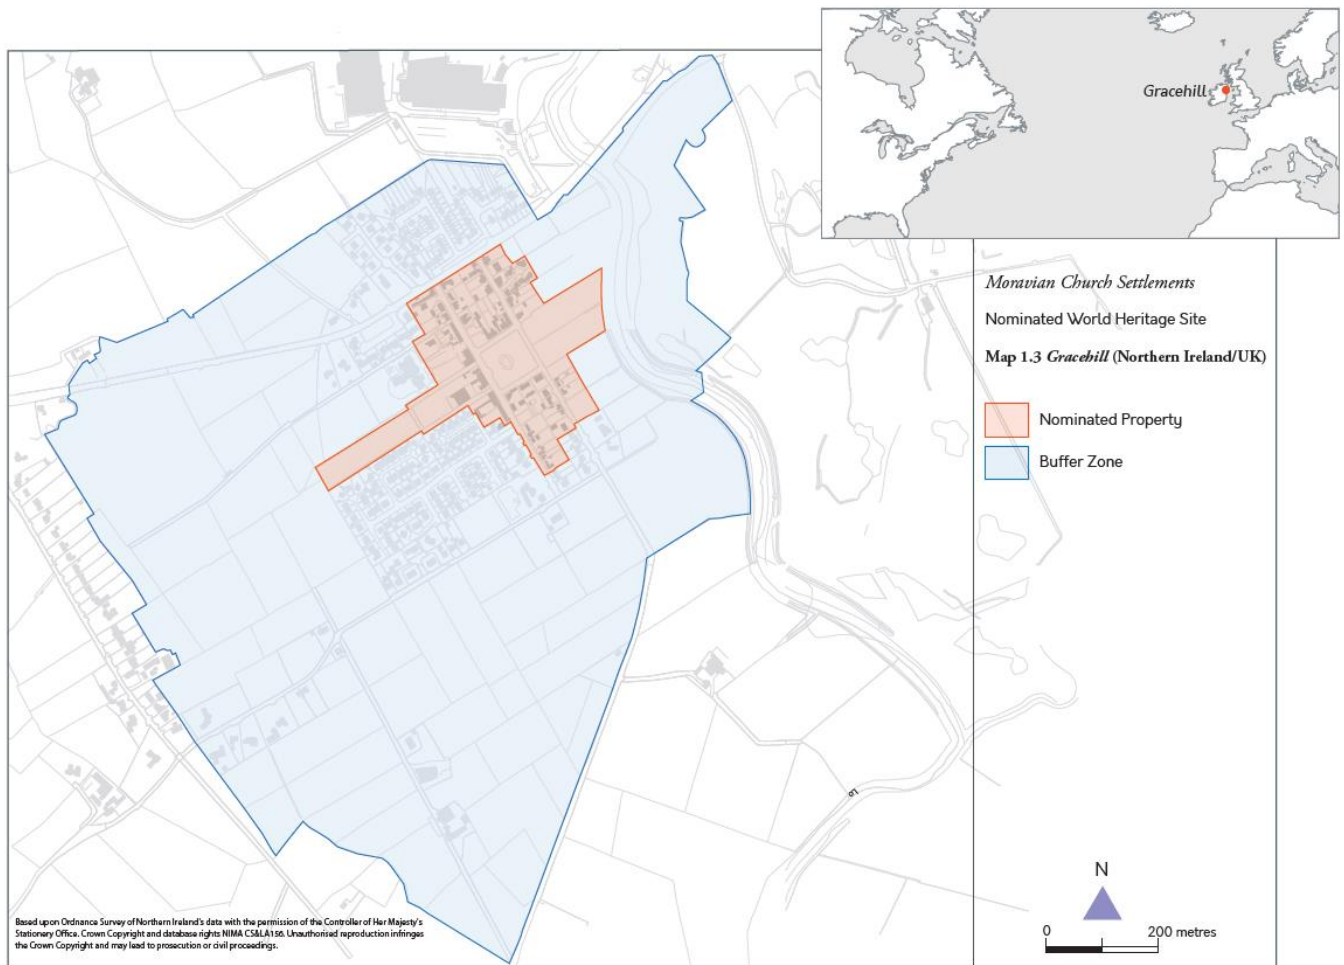 Gracehill
Moravian Church Settlements
Nominated World Heritage Site
Map 1.3 Gracehill (Northern Ireland/UK)
Nominated Property
Buffer Zone
N
0 200 metres
Based upon Ordnance Survey of Northern Ireland's data with the permission of the Controller of Her Majesty's
Stationery Office. Crown Copyright and database rights NIMA CS&LA156. Unauthorised reproduction infringes
the Crown Copyright and may lead to prosecution or civil proceedings.